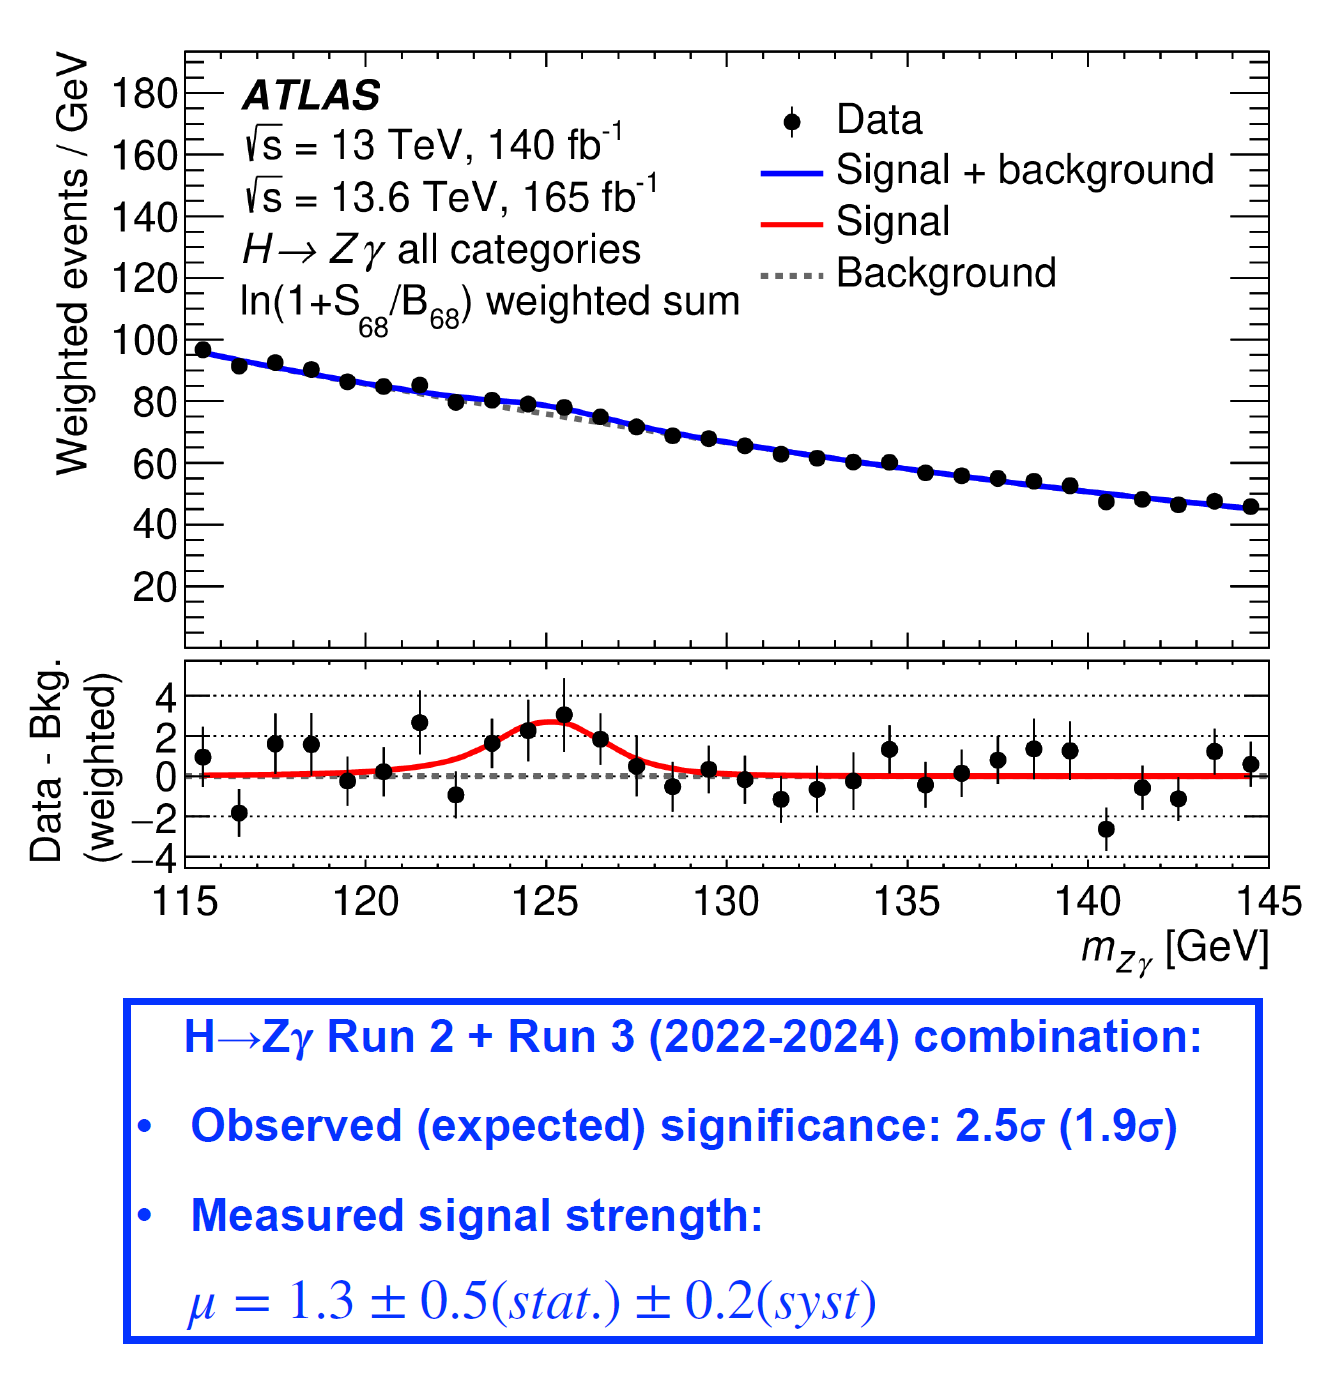 Weighted events / GeV
180
160
140
120
100
80
60
40
20
ATLAS
√s = 13 TeV, 140 fb⁻¹
√s = 13.6 TeV, 165 fb⁻¹
H→ Zγ all categories
ln(1+S₆₈/B₆₈) weighted sum
Data
Signal + background
Signal
Background
Data - Bkg.
(weighted)
4
2
0
−2
−4
115 120 125 130 135 140 145
m_Zγ [GeV]
H→Zγ Run 2 + Run 3 (2022-2024) combination:
• Observed (expected) significance: 2.5σ (1.9σ)
• Measured signal strength:
μ = 1.3 ± 0.5(stat.) ± 0.2(syst)